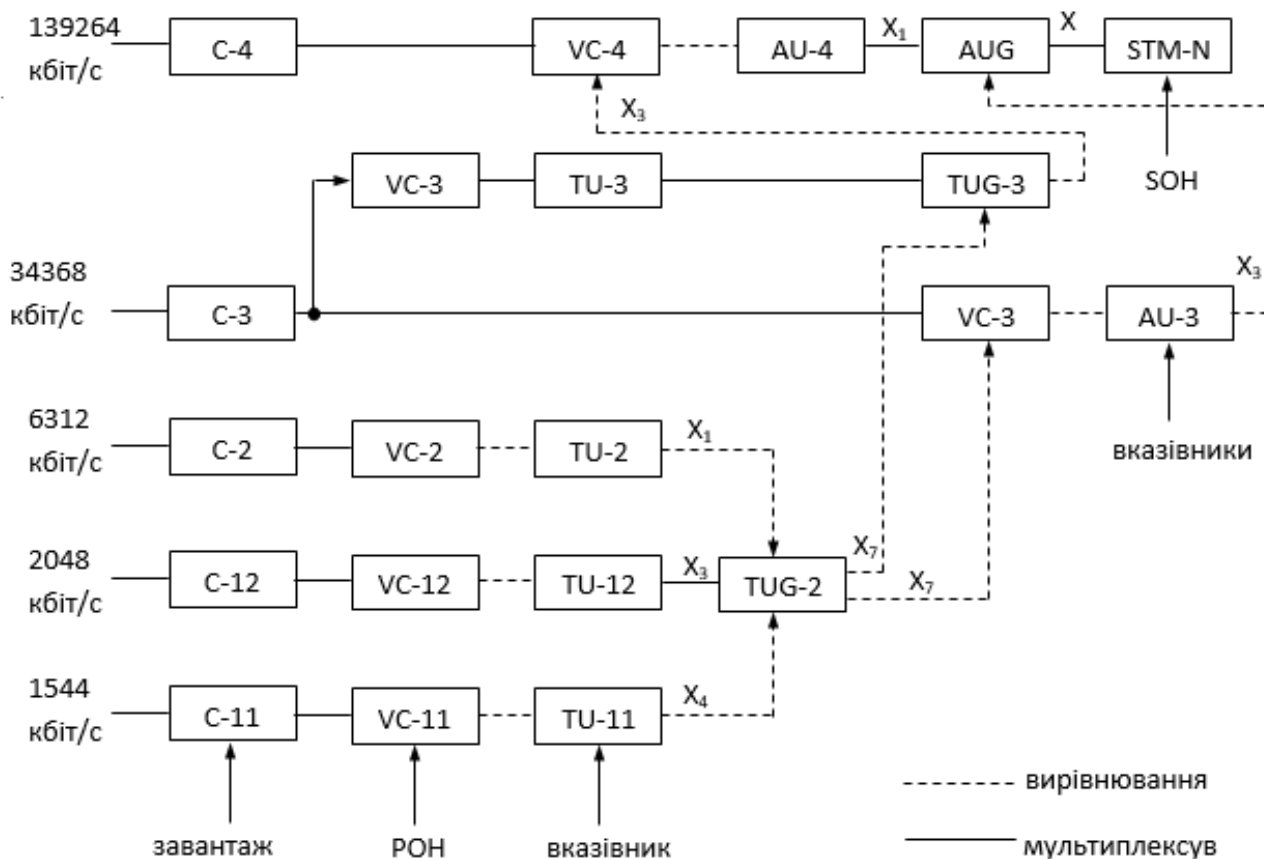 139264
кбіт/с
C-4
VC-4
AU-4
X₁
AUG
X
STM-N
X₃
VC-3
TU-3
TUG-3
SOH
34368
кбіт/с
C-3
VC-3
AU-3
X₃
6312
кбіт/с
C-2
VC-2
TU-2
X₁
вказівники
2048
кбіт/с
C-12
VC-12
TU-12
X₃
TUG-2
X₇
X₇
1544
кбіт/с
C-11
VC-11
TU-11
X₄
вирівнювання
завантаж
POH
вказівник
мультиплексув